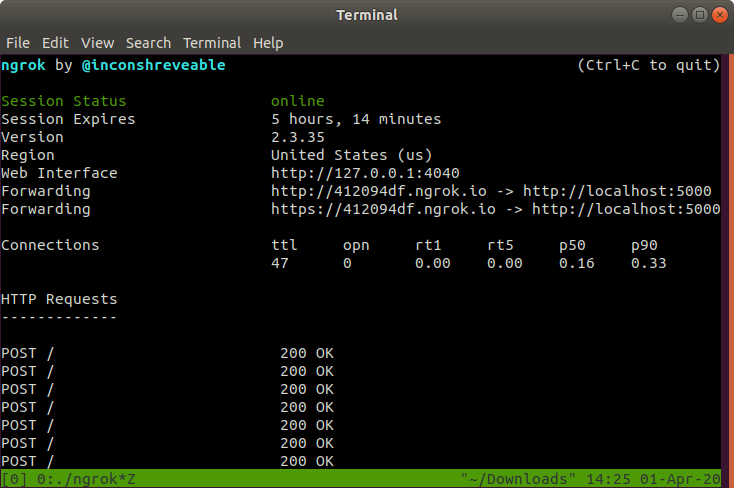 Terminal
File Edit View Search Terminal Help
ngrok by @inconshreveable (Ctrl+C to quit)
Session Status online
Session Expires 5 hours, 14 minutes
Version 2.3.35
Region United States (us)
Web Interface http://127.0.0.1:4040
Forwarding http://412094df.ngrok.io -> http://localhost:5000
Forwarding https://412094df.ngrok.io -> http://localhost:5000
Connections ttl opn rt1 rt5 p50 p90
47 0 0.00 0.00 0.16 0.33
HTTP Requests
-------------
POST / 200 OK
POST / 200 OK
POST / 200 OK
POST / 200 OK
POST / 200 OK
POST / 200 OK
POST / 200 OK
[0] 0:./ngrok*Z "~/Downloads" 14:25 01-Apr-20